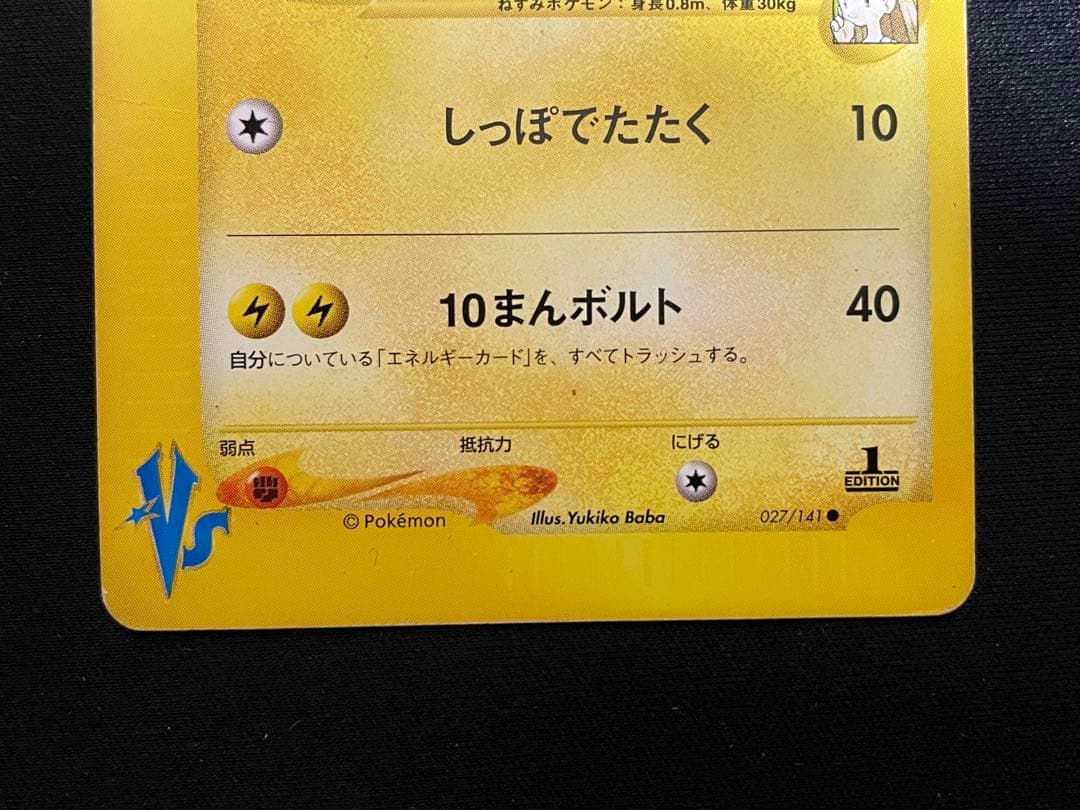 ねずみポケモン：身長0.8m、体重30kg
しっぽでたたく 10
10まんボルト 40
自分についている「エネルギーカード」を、すべてトラッシュする。
弱点 抵抗力 にげる
1
EDITION
Vs
©Pokémon Illus.Yukiko Baba 027/141●